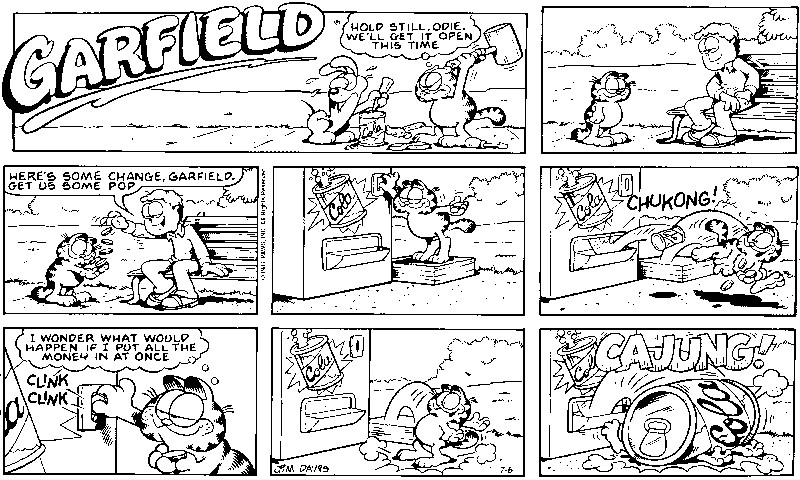 GARFIELD
HOLD STILL, ODIE.
WE'LL GET IT OPEN
THIS TIME
Cola
HERE'S SOME CHANGE, GARFIELD.
GET US SOME POP
Cola
Cola
CHUKONG!
I WONDER WHAT WOULD
HAPPEN IF I PUT ALL THE
MONEY IN AT ONCE
CLINK
CLINK
Cola
JIM DAVIS
7-6
Cola
CAJUNG!
Cola